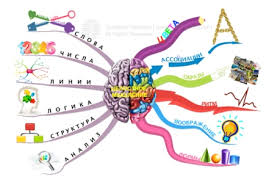 СЛОВА
ЧИСЛА
ЛИНИИ
ЛОГИКА
СТРУКТУРА
АНАЛИЗ
ЦВЕТА
АССОЦИАЦИИ
РИТМ
ВООБРАЖЕНИЕ